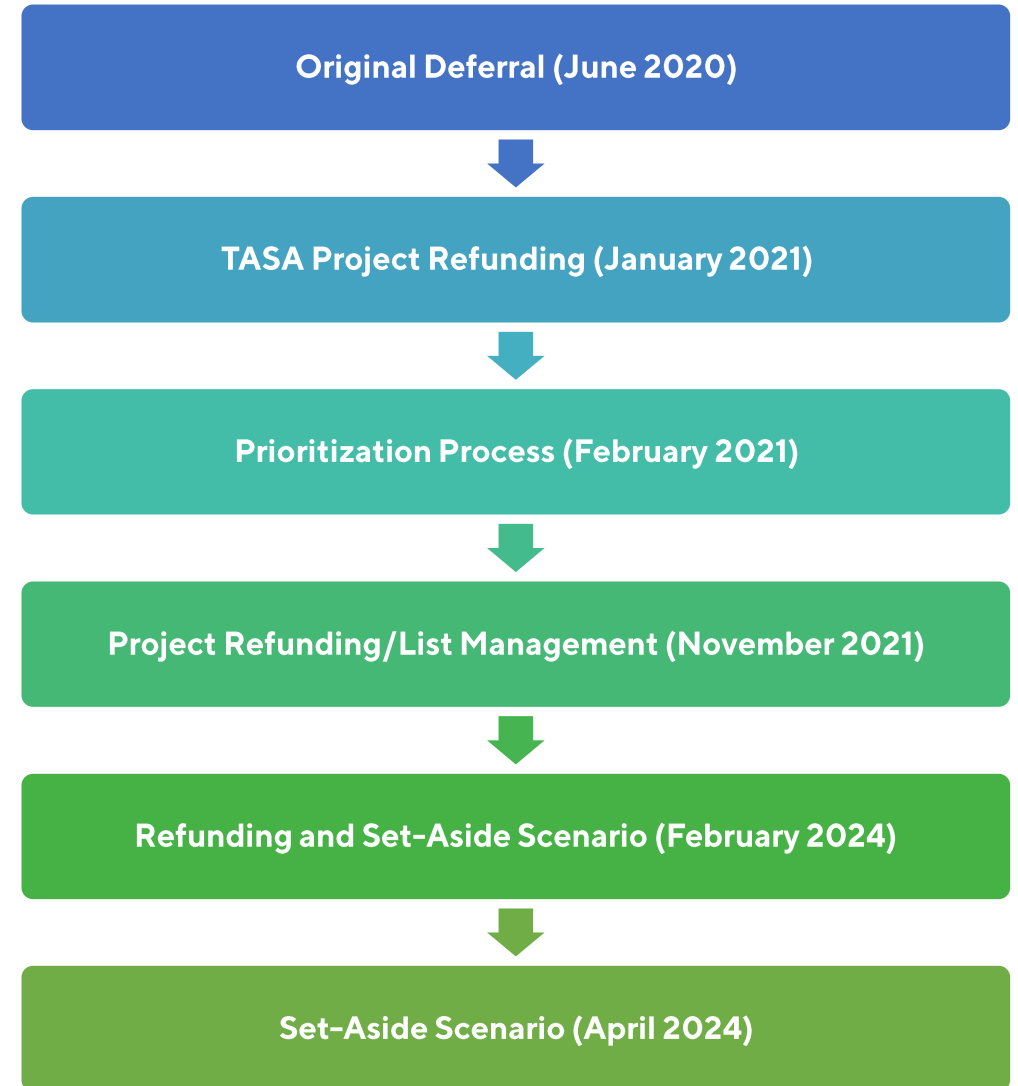 Original Deferral (June 2020)
TASA Project Refunding (January 2021)
Prioritization Process (February 2021)
Project Refunding/List Management (November 2021)
Refunding and Set-Aside Scenario (February 2024)
Set-Aside Scenario (April 2024)